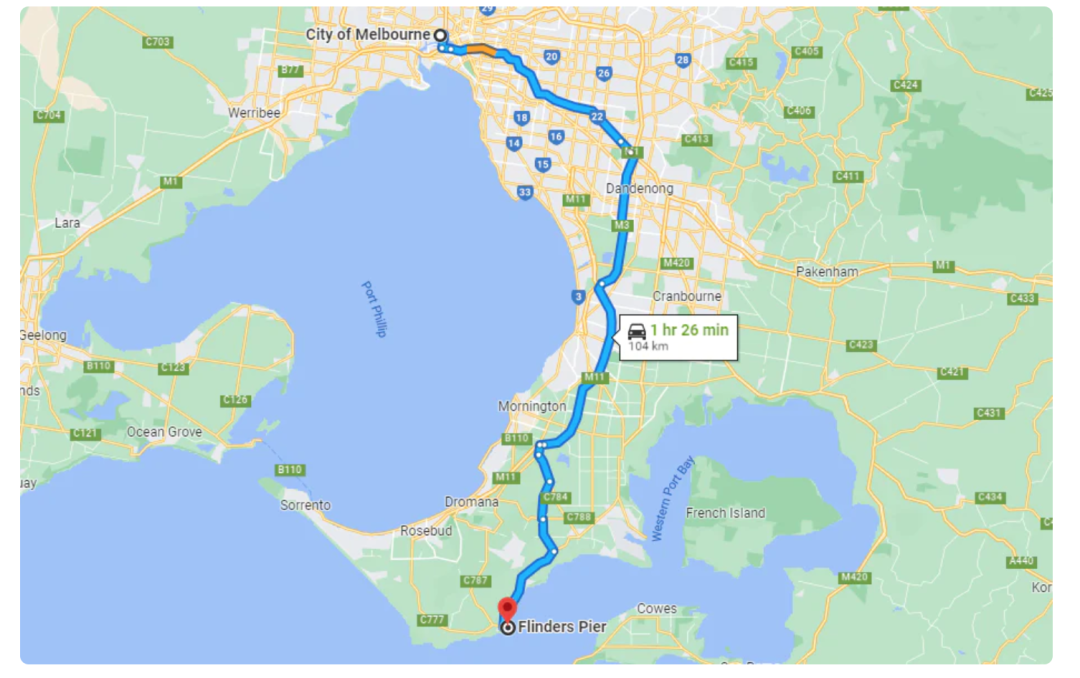 29
City of Melbourne
C703
20
28
C405
C415
B77
26
C424
C425
Werribee
C406
C704
18
22
16
C413
14
M1
15
C411
M1
33
Dandenong
M11
Lara
M3
M420
Pakenham
M1
3
Cranbourne
C433
Port Phillip
1 hr 26 min
104 km
Geelong
C423
B110
C123
C421
M11
nds
C126
Mornington
C431
Ocean Grove
C121
B110
B110
M11
uay
Sorrento
Dromana
C784
C434
Western Port Bay
French Island
Rosebud
C788
A440
C787
M420
Kor
Cowes
C777
Flinders Pier